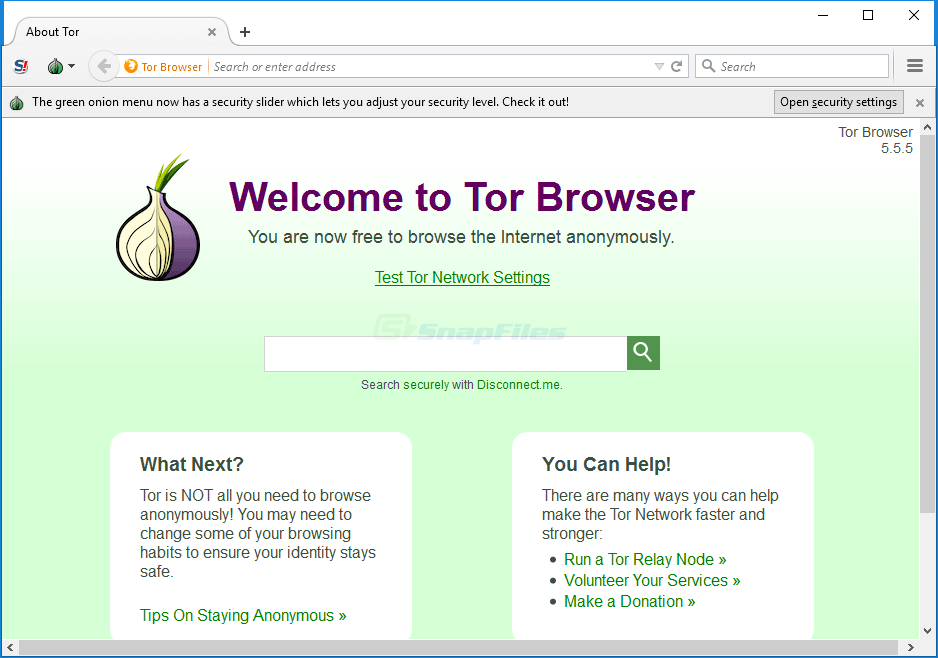 About Tor
S!
Tor Browser
Search or enter address
Search
The green onion menu now has a security slider which lets you adjust your security level. Check it out!
Open security settings
Tor Browser
5.5.5
Welcome to Tor Browser
You are now free to browse the Internet anonymously.
Test Tor Network Settings
SnapFiles
Search securely with Disconnect.me.
What Next?
Tor is NOT all you need to browse
anonymously! You may need to
change some of your browsing
habits to ensure your identity stays
safe.
Tips On Staying Anonymous »
You Can Help!
There are many ways you can help
make the Tor Network faster and
stronger:
• Run a Tor Relay Node »
• Volunteer Your Services »
• Make a Donation »